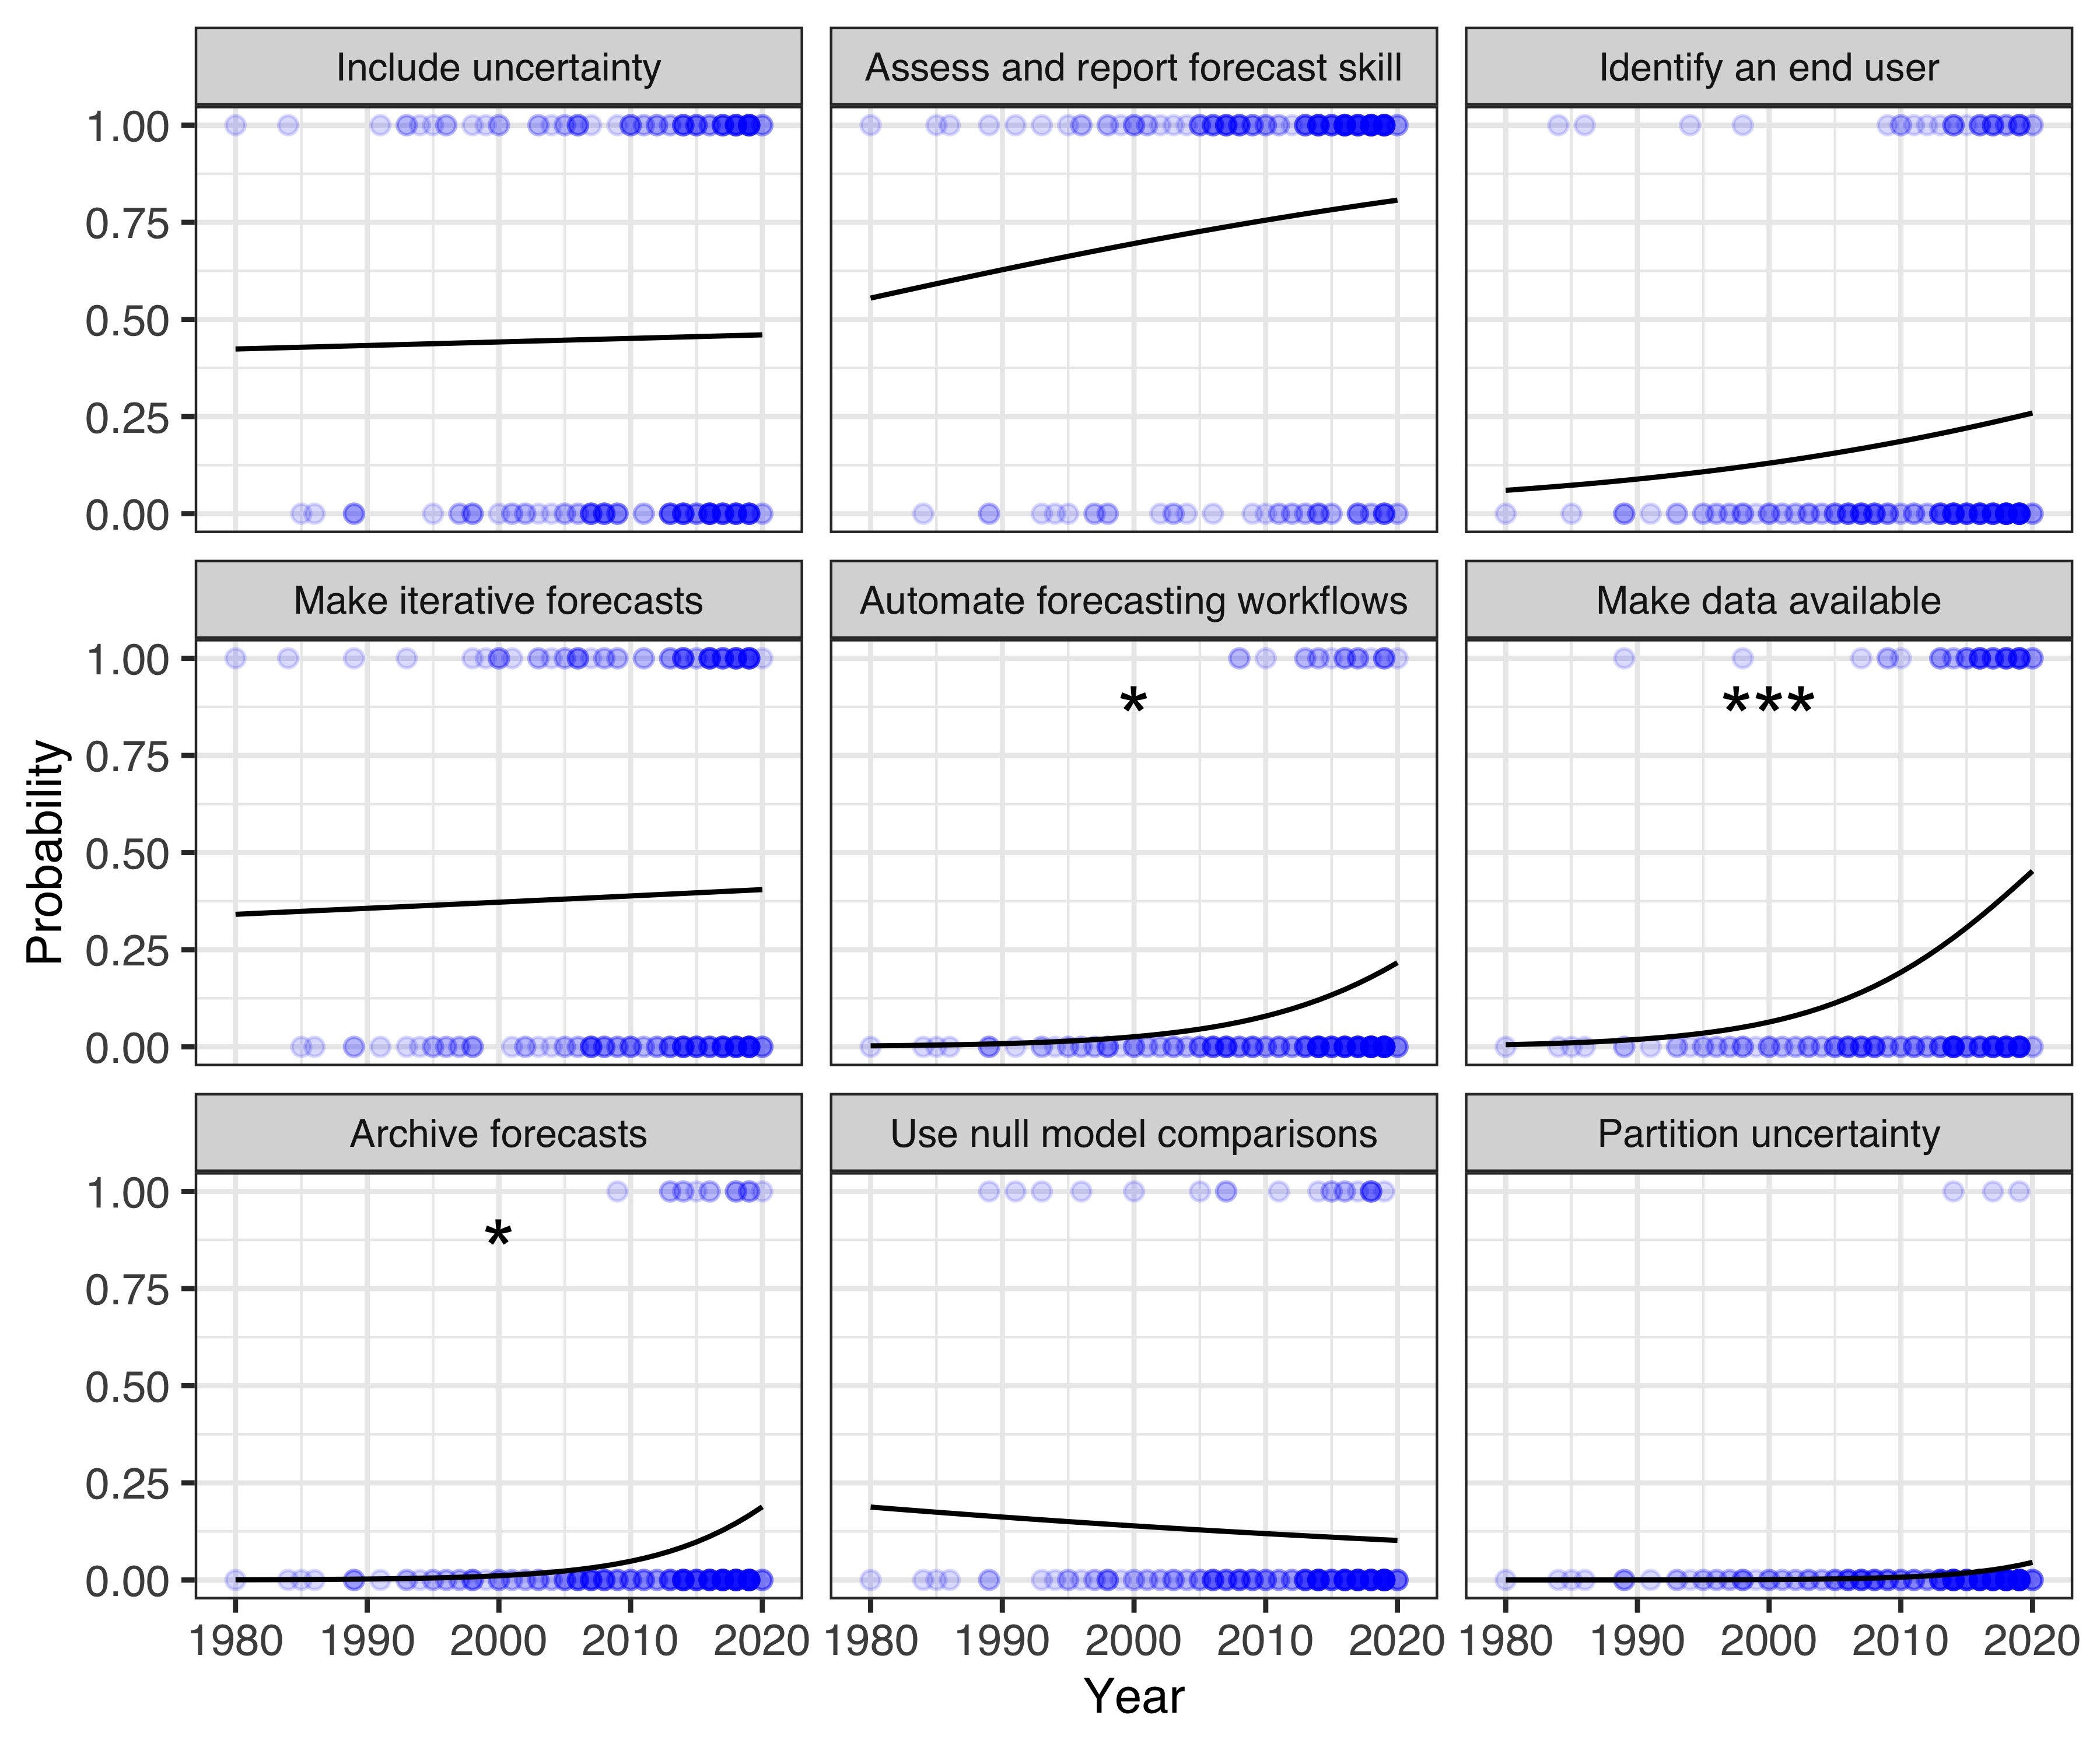 Include uncertainty
Assess and report forecast skill
Identify an end user
1.00
0.75
0.50
0.25
0.00
Make iterative forecasts
Automate forecasting workflows
Make data available
1.00
0.75
0.50
0.25
0.00
*
***
Probability
Archive forecasts
Use null model comparisons
Partition uncertainty
1.00
0.75
0.50
0.25
0.00
*
1980 1990 2000 2010 2020
1980 1990 2000 2010 2020
1980 1990 2000 2010 2020
Year